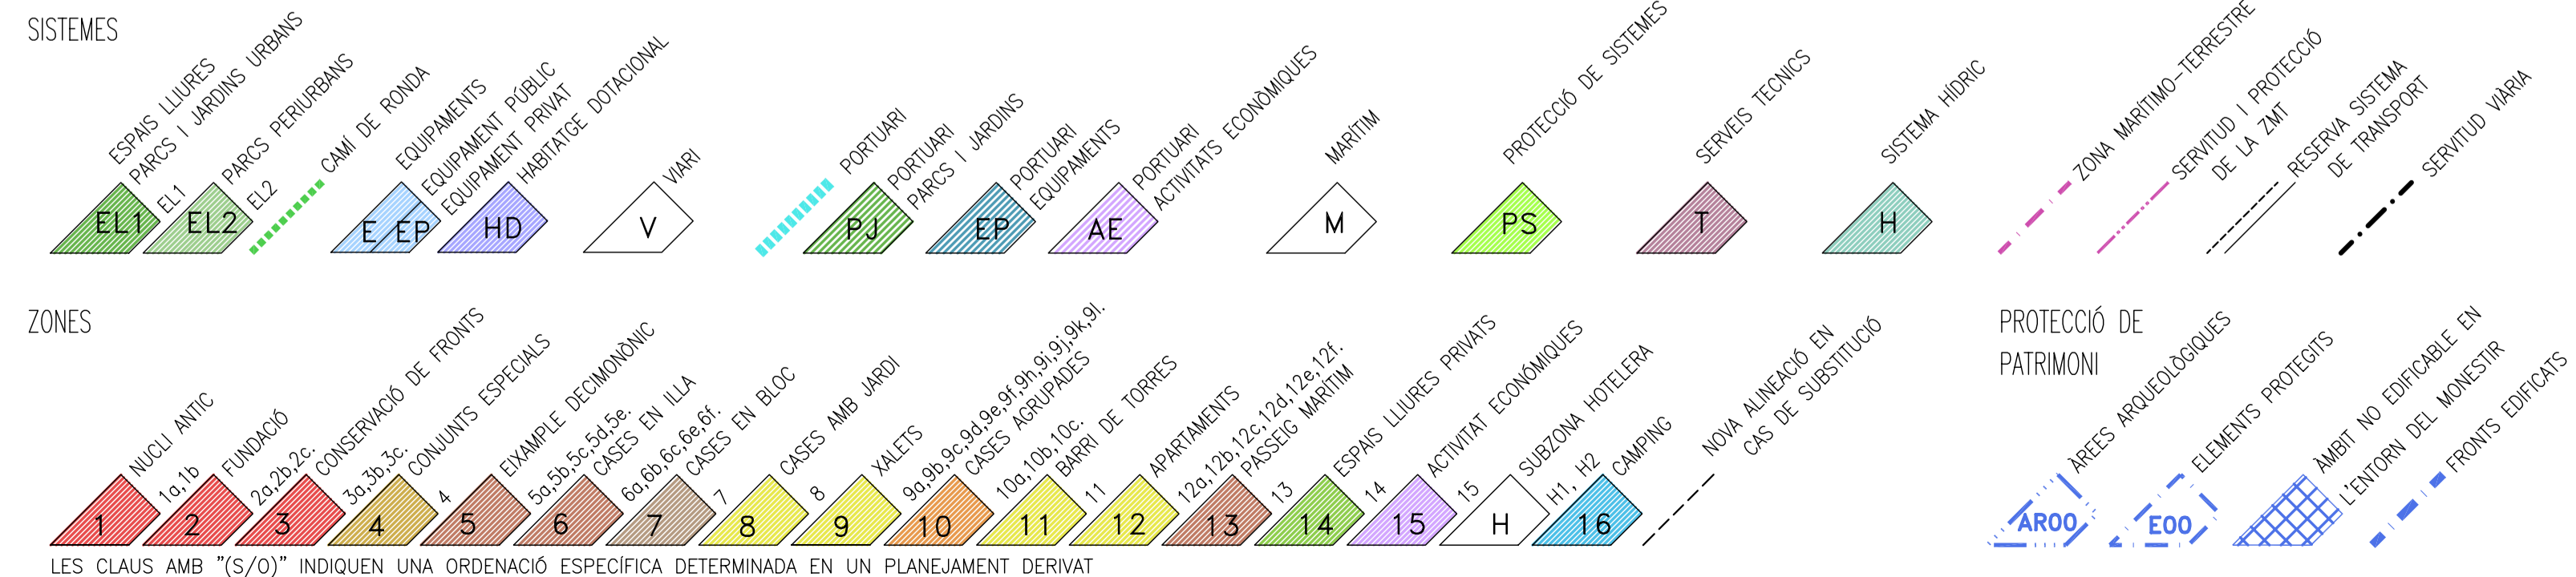 SISTEMES
ESPAIS LLIURES
PARCS I JARDINS URBANS
EL1
EL1
PARCS PERIURBANS
EL2
EL2
CAMÍ DE RONDA
EQUIPAMENTS
EQUIPAMENT PÚBLIC
EQUIPAMENT PRIVAT
E EP
HABITATGE DOTACIONAL
HD
VIARI
V
PORTUARI
PORTUARI
PARCS I JARDINS
PJ
PORTUARI
EQUIPAMENTS
EP
PORTUARI
ACTIVITATS ECONÒMIQUES
AE
MARÍTIM
M
PROTECCIÓ DE SISTEMES
PS
SERVEIS TECNICS
T
SISTEMA HÍDRIC
H
ZONA MARÍTIMO-TERRESTRE
SERVITUD I PROTECCIÓ
DE LA ZMT
RESERVA SISTEMA
DE TRANSPORT
SERVITUD VIÀRIA
ZONES
NUCLI ANTIC
1a,1b
1
FUNDACIÓ
2a,2b,2c.
2
CONSERVACIÓ DE FRONTS
3a,3b,3c.
3
CONJUNTS ESPECIALS
4
4
EIXAMPLE DECIMONÒNIC
5a,5b,5c,5d,5e.
5
CASES EN ILLA
6a,6b,6c,6e,6f.
6
CASES EN BLOC
7
7
CASES AMB JARDI
8
8
XALETS
9a,9b,9c,9d,9e,9f,9h,9i,9j,9k,9l.
9
CASES AGRUPADES
10a,10b,10c.
10
BARRI DE TORRES
11
11
APARTAMENTS
12a,12b,12c,12d,12e,12f.
12
PASSEIG MARÍTIM
13
13
ESPAIS LLIURES PRIVATS
14
14
ACTIVITAT ECONÓMIQUES
15
15
SUBZONA HOTELERA
H1, H2
H
CAMPING
16
NOVA ALINEACIÓ EN
CAS DE SUBSTITUCIÓ
LES CLAUS AMB "(S/O)" INDIQUEN UNA ORDENACIÓ ESPECÍFICA DETERMINADA EN UN PLANEJAMENT DERIVAT
PROTECCIÓ DE
PATRIMONI
ÀREES ARQUEOLÒGIQUES
AR00
ELEMENTS PROTEGITS
E00
ÀMBIT NO EDIFICABLE EN
L'ENTORN DEL MONESTIR
FRONTS EDIFICATS